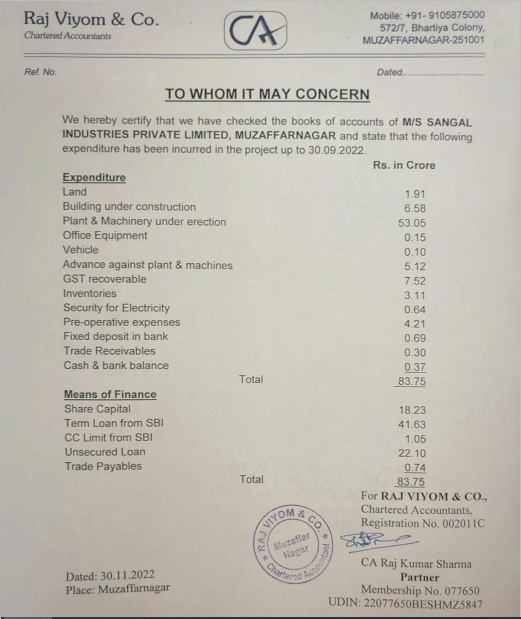 Raj Viyom & Co.
Chartered Accountants
CA
Mobile: +91- 9105875000
572/7, Bhartiya Colony,
MUZAFFARNAGAR-251001
Ref. No.
Dated..............................
TO WHOM IT MAY CONCERN
We hereby certify that we have checked the books of accounts of M/S SANGAL
INDUSTRIES PRIVATE LIMITED, MUZAFFARNAGAR and state that the following
expenditure has been incurred in the project up to 30.09.2022.
Rs. in Crore
Expenditure
Land 1.91
Building under construction 6.58
Plant & Machinery under erection 53.05
Office Equipment 0.15
Vehicle 0.10
Advance against plant & machines 5.12
GST recoverable 7.52
Inventories 3.11
Security for Electricity 0.64
Pre-operative expenses 4.21
Fixed deposit in bank 0.69
Trade Receivables 0.30
Cash & bank balance 0.37
Total 83.75
Means of Finance
Share Capital 18.23
Term Loan from SBI 41.63
CC Limit from SBI 1.05
Unsecured Loan 22.10
Trade Payables 0.74
Total 83.75
For RAJ VIYOM & CO.,
Chartered Accountants,
Registration No. 002011C
RAJ VIYOM & CO.
Muzaffar
Nagar
Chartered Accountant
CA Raj Kumar Sharma
Partner
Membership No. 077650
UDIN: 22077650BESHMZ5847
Dated: 30.11.2022
Place: Muzaffarnagar